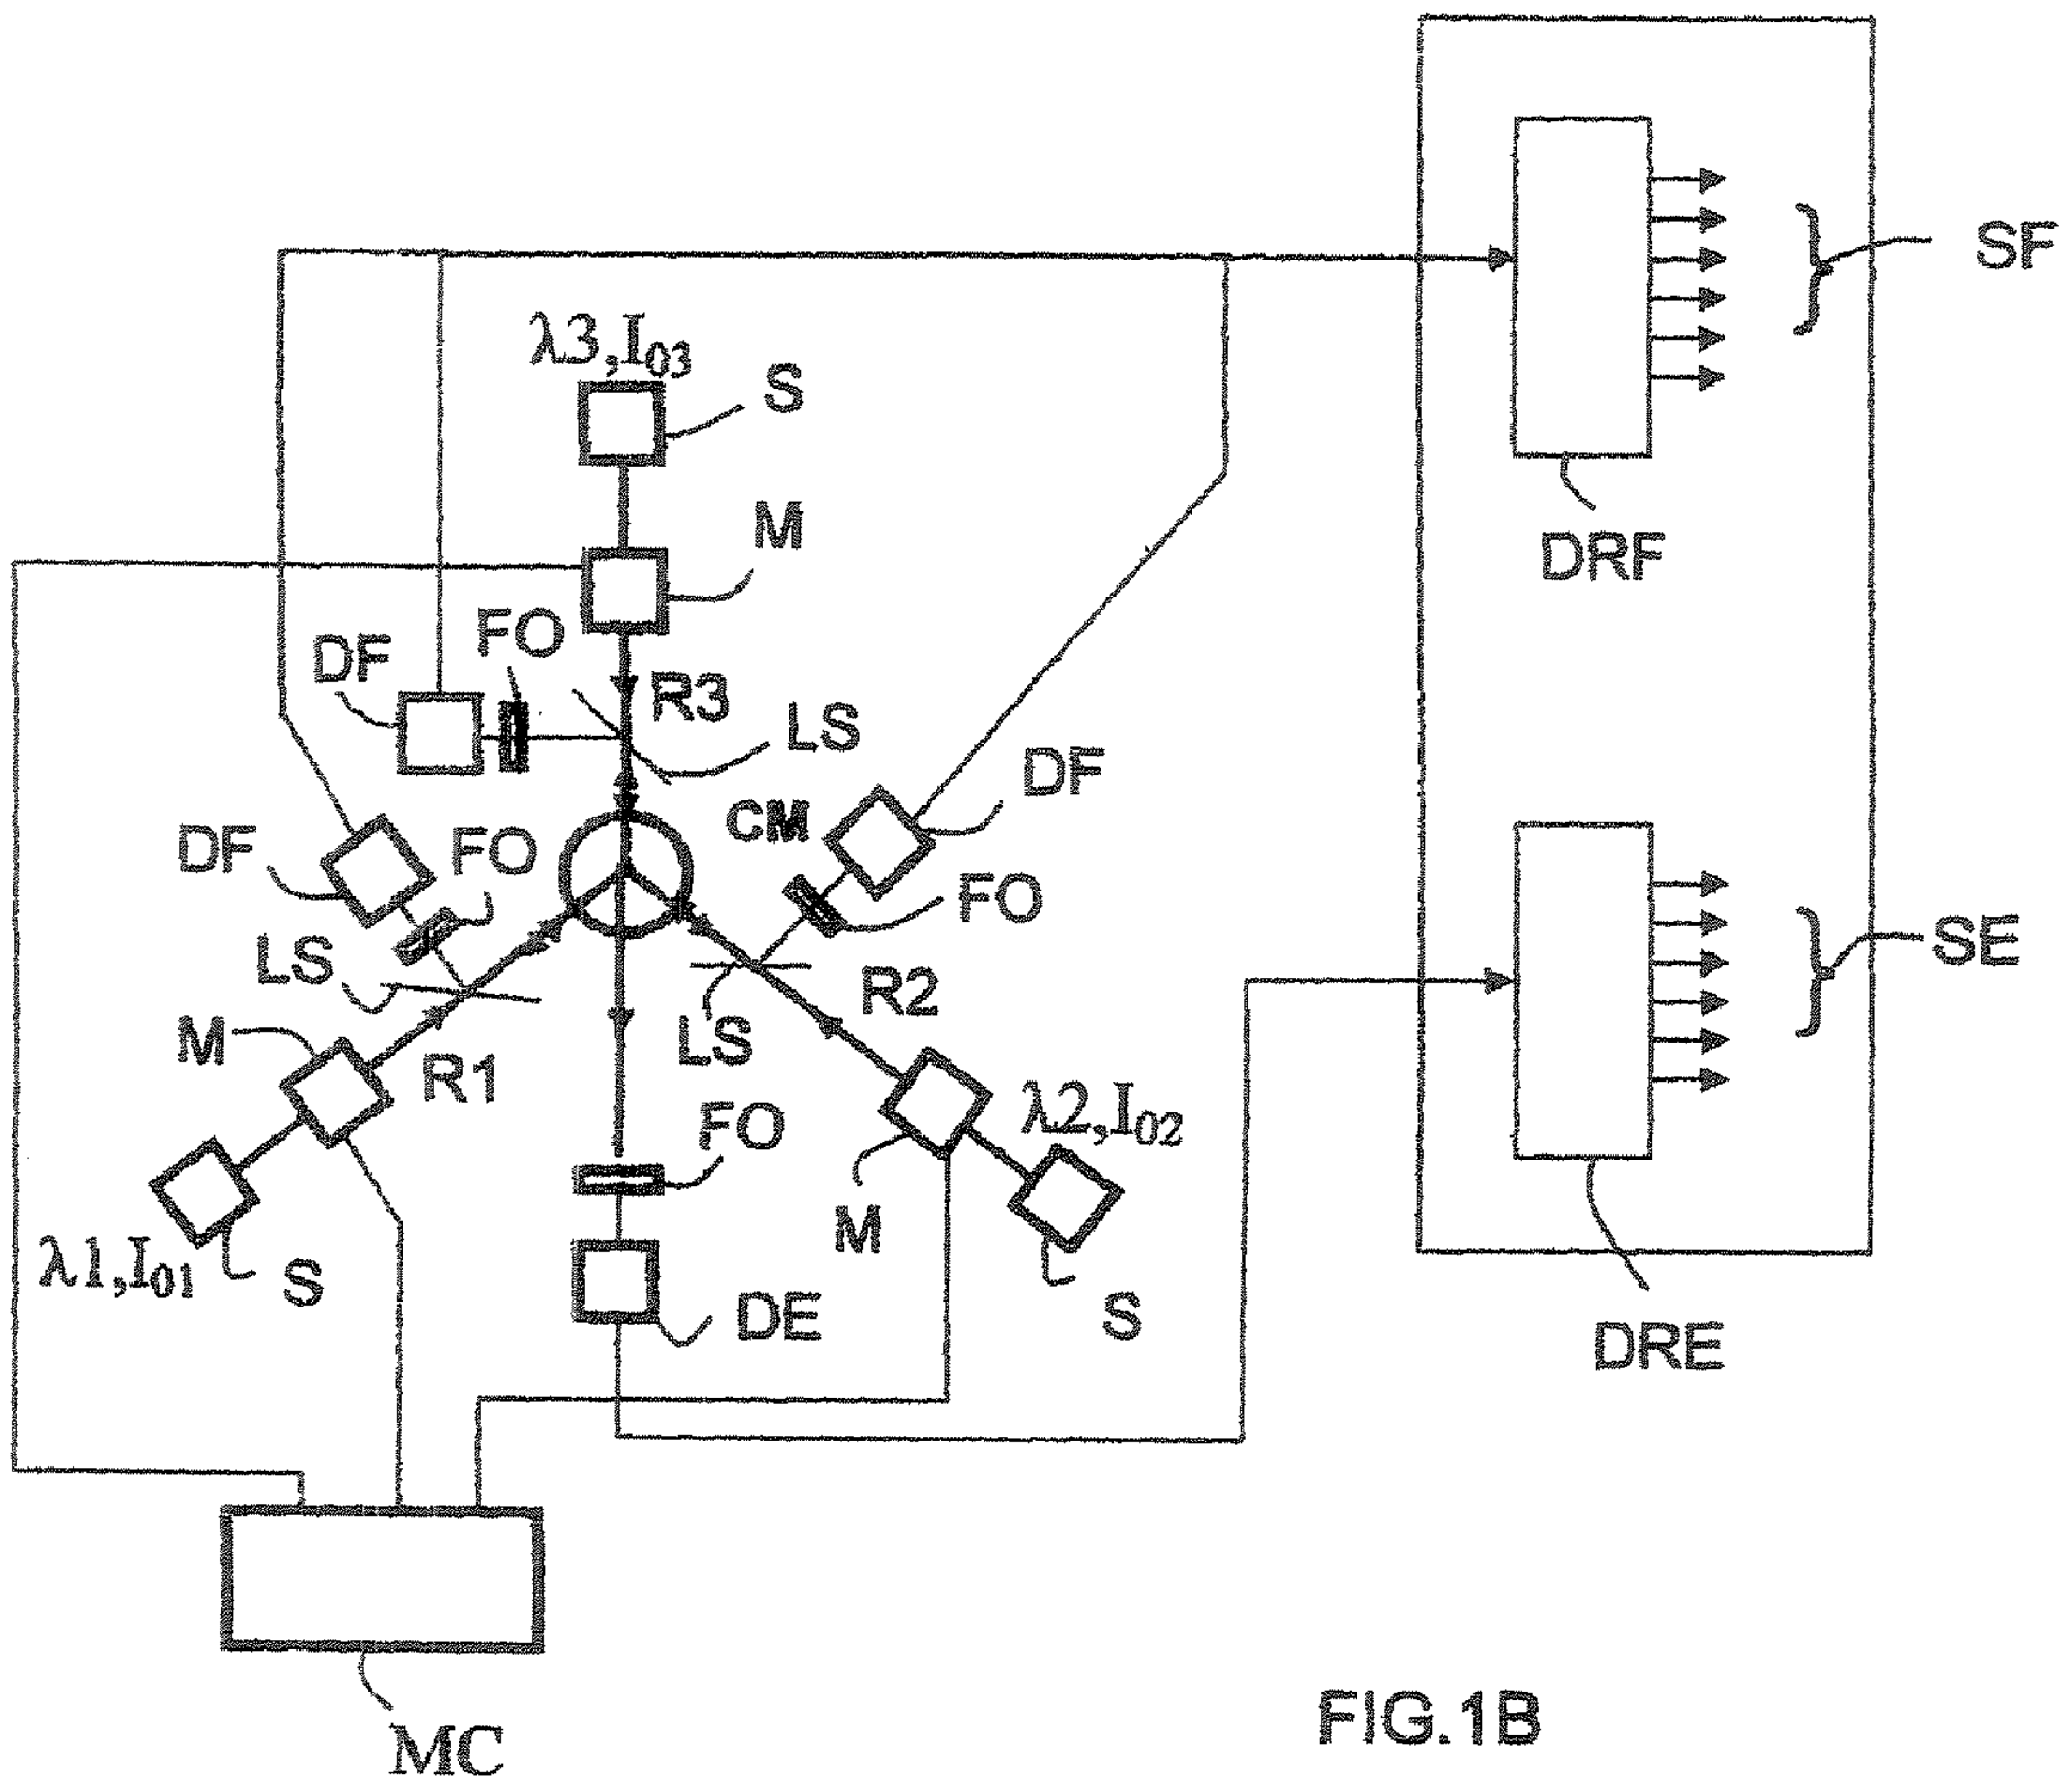 SF
λ3,I03
S
M
DRF
FO
DF
R3
LS
DF
CM
DF
FO
FO
LS
SE
R2
M
LS
R1
λ2,I02
FO
M
λ1,I01
S
DE
S
DRE
MC
FIG.1B